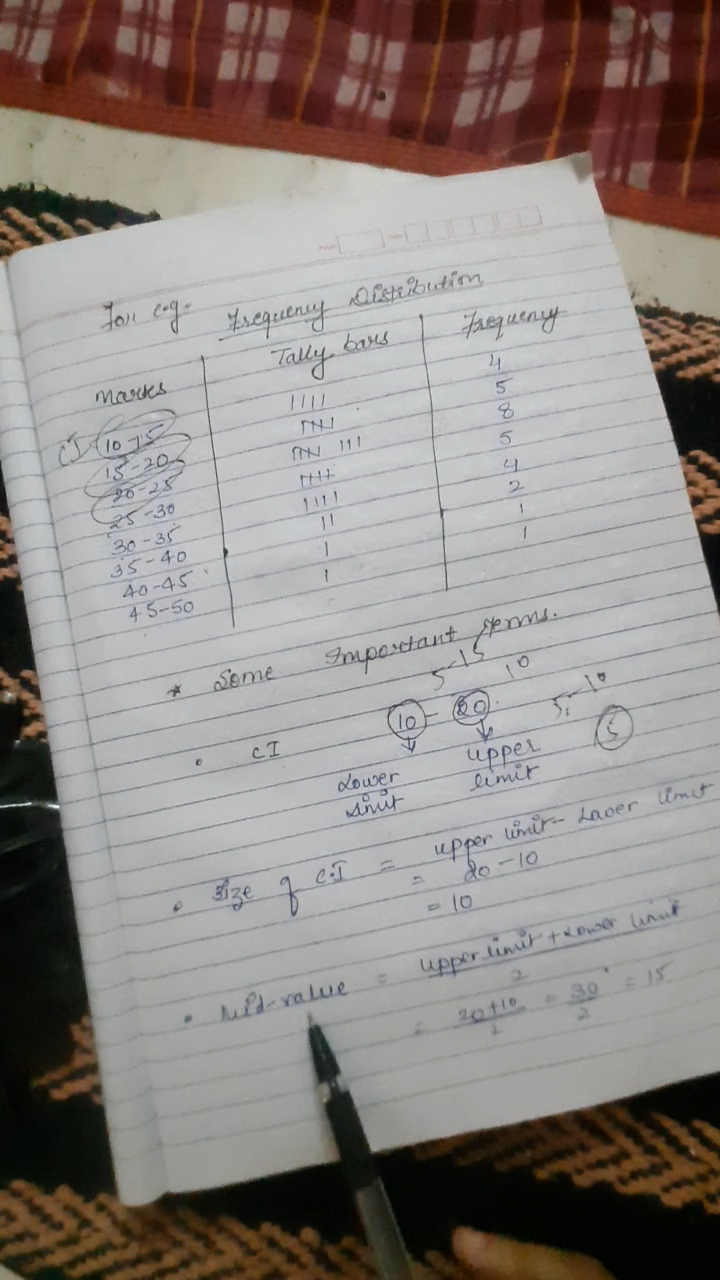 For e.g. Frequency Distribution
Marks Tally bars Frequency
CI 10-15 |||| 4
15-20 𝍸 5
20-25 𝍸 ||| 8
25-30 𝍸 5
30-35 |||| 4
35-40 || 2
40-45 | 1
45-50 | 1
* Some Important terms.
5-15 10
• CI 10 - 20. 5-10 5
Lower upper
limit limit
• Size of C.I = upper limit - Lower limit
= 20 - 10
= 10
• Mid-value = upper limit + Lower limit
2
= 20+10 = 30 = 15
2 2